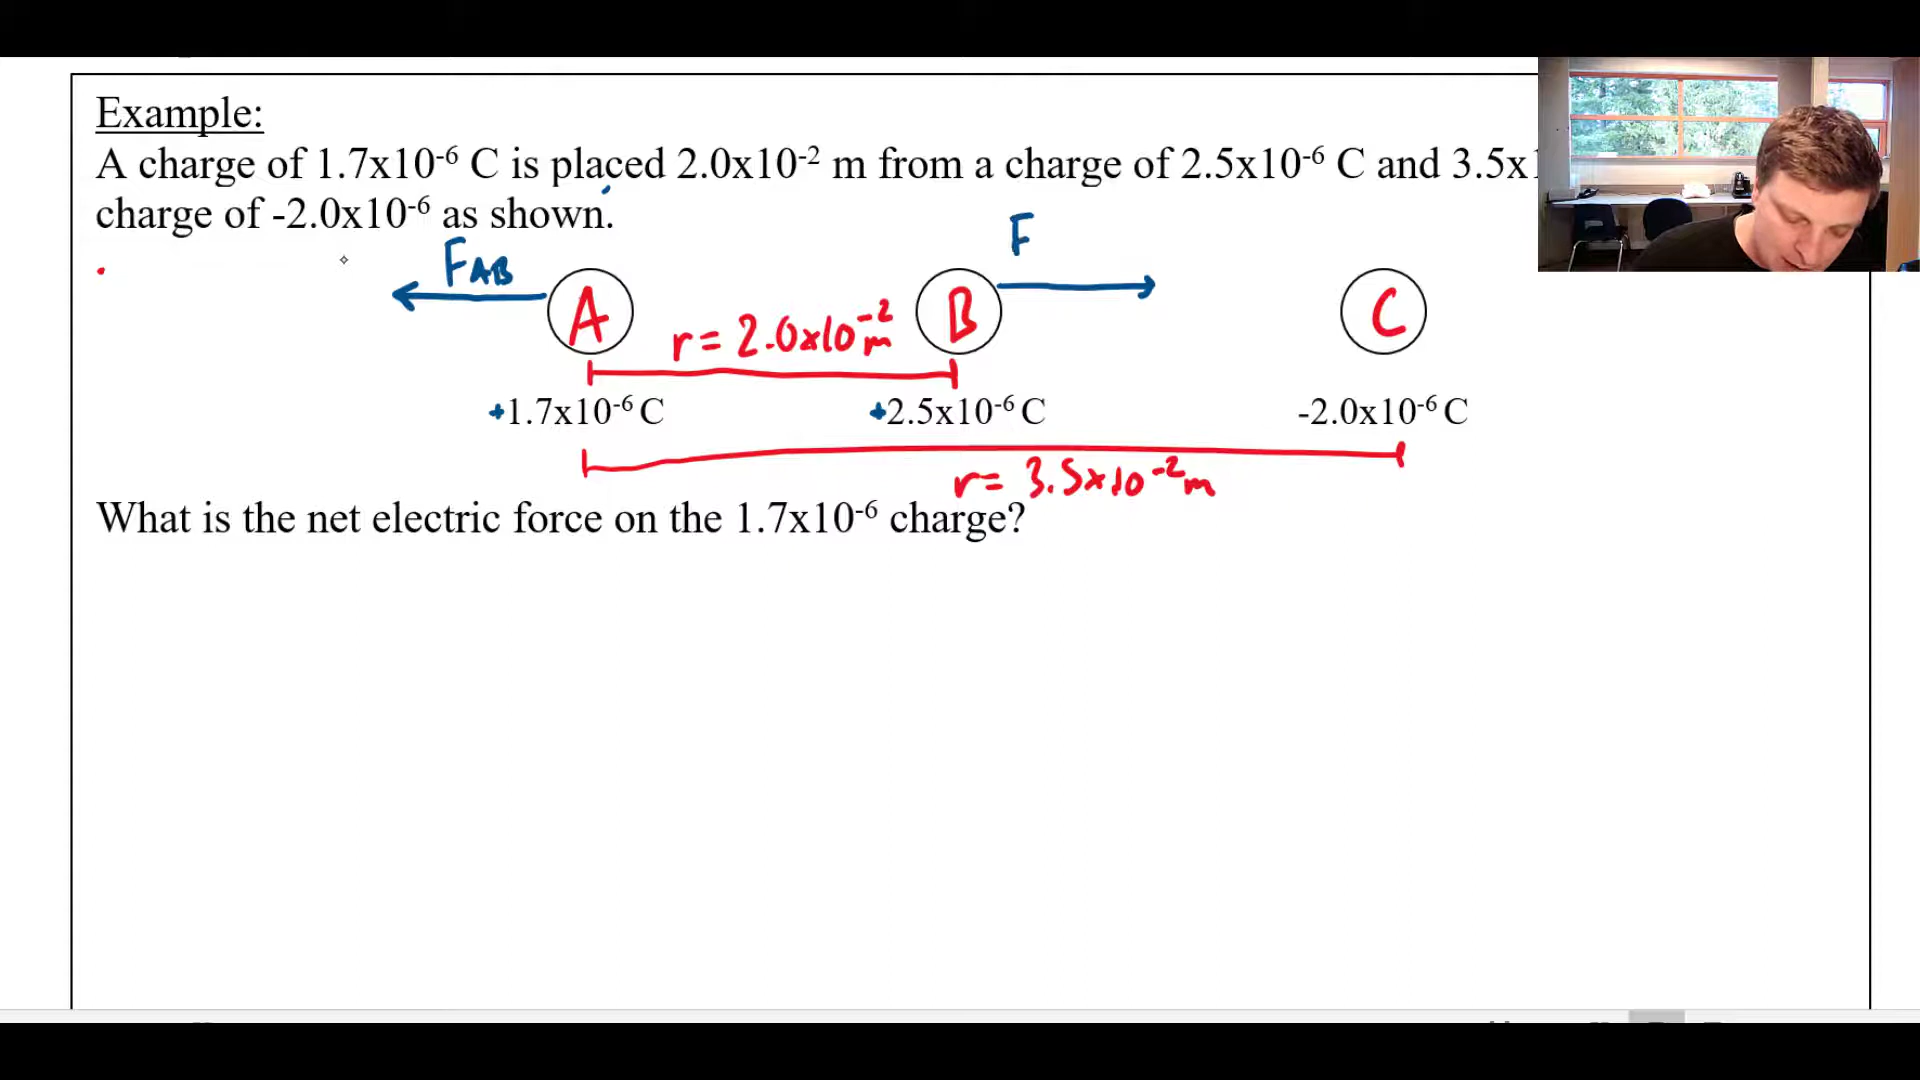 Example:
A charge of 1.7x10⁻⁶ C is placed 2.0x10⁻² m from a charge of 2.5x10⁻⁶ C and 3.5x
charge of -2.0x10⁻⁶ as shown.
F_AB
F
A
r = 2.0x10⁻² m
B
C
+1.7x10⁻⁶ C
+2.5x10⁻⁶ C
-2.0x10⁻⁶ C
r = 3.5x10⁻² m
What is the net electric force on the 1.7x10⁻⁶ charge?